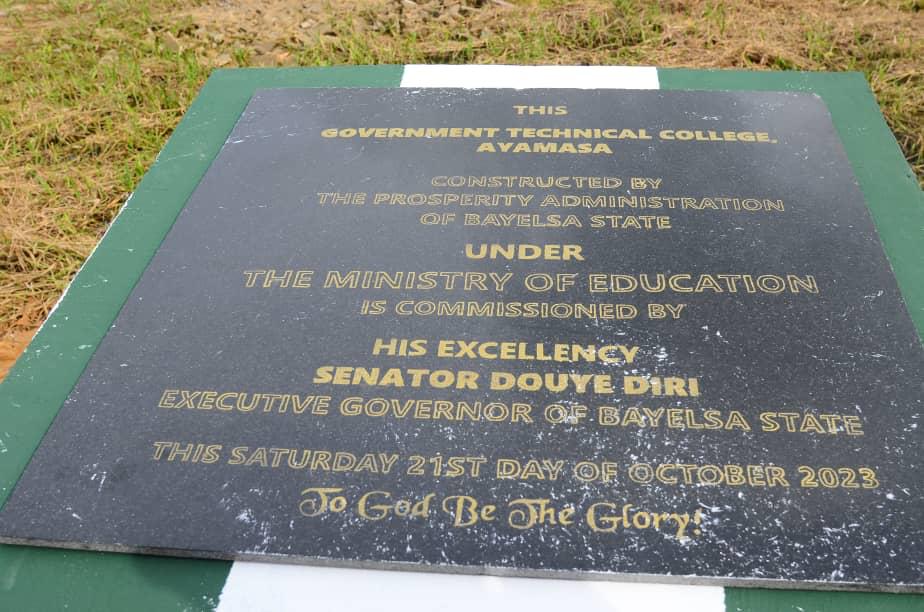 THIS
GOVERNMENT TECHNICAL COLLEGE,
AYAMASA
CONSTRUCTED BY
THE PROSPERITY ADMINISTRATION
OF BAYELSA STATE
UNDER
THE MINISTRY OF EDUCATION
IS COMMISSIONED BY
HIS EXCELLENCY
SENATOR DOUYE DIRI
EXECUTIVE GOVERNOR OF BAYELSA STATE
THIS SATURDAY 21ST DAY OF OCTOBER 2023
To God Be The Glory!